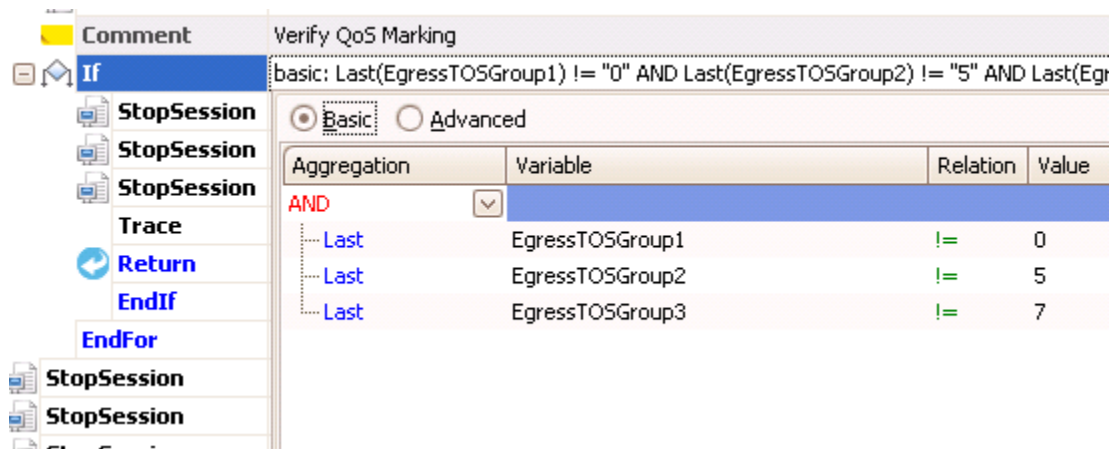 Comment Verify QoS Marking
If basic: Last(EgressTOSGroup1) != "0" AND Last(EgressTOSGroup2) != "5" AND Last(Egr
StopSession Basic Advanced
StopSession
Aggregation Variable Relation Value
StopSession
AND
Trace
Last EgressTOSGroup1 != 0
Return
Last EgressTOSGroup2 != 5
EndIf
Last EgressTOSGroup3 != 7
EndFor
StopSession
StopSession